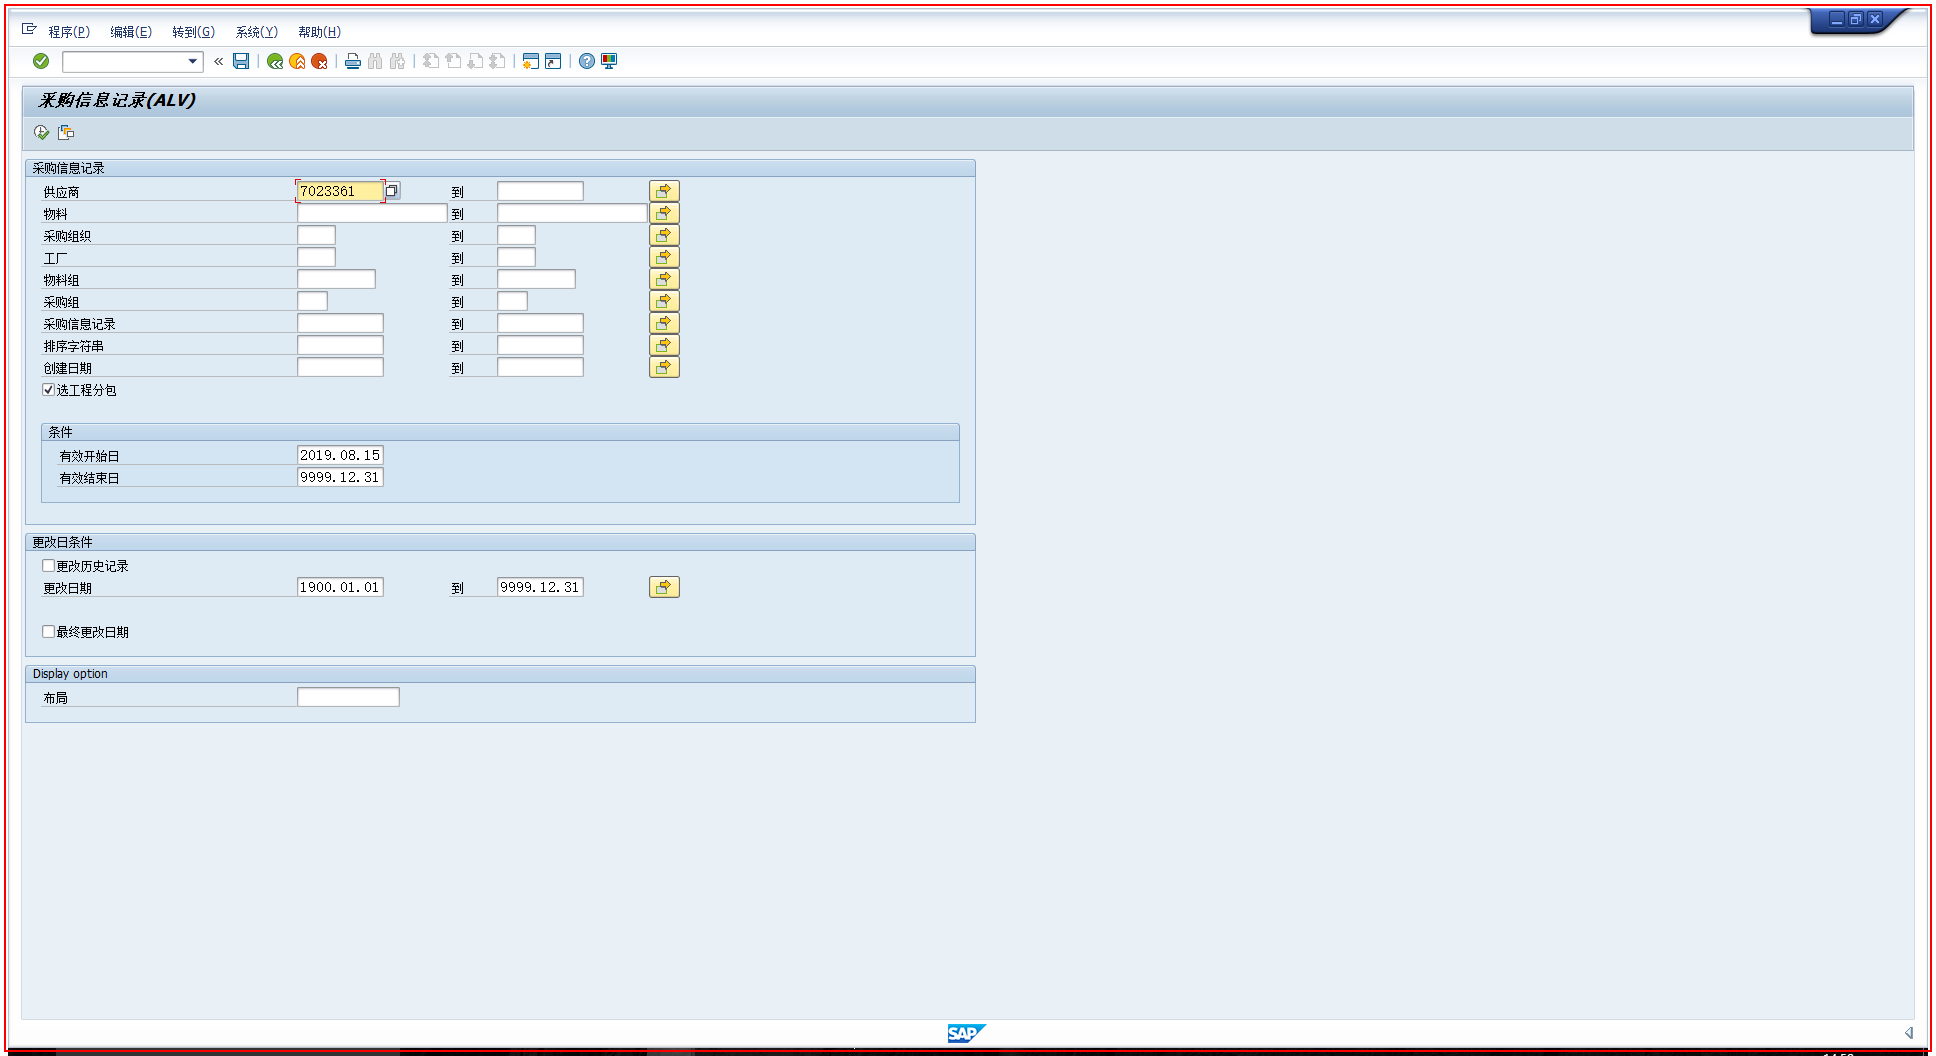 程序(P) 编辑(E) 转到(G) 系统(Y) 帮助(H)
采购信息记录(ALV)
采购信息记录
供应商 7023361 到
物料 到
采购组织 到
工厂 到
物料组 到
采购组 到
采购信息记录 到
排序字符串 到
创建日期 到
选工程分包
条件
有效开始日 2019.08.15
有效结束日 9999.12.31
更改日条件
更改历史记录
更改日期 1900.01.01 到 9999.12.31
最终更改日期
Display option
布局
SAP